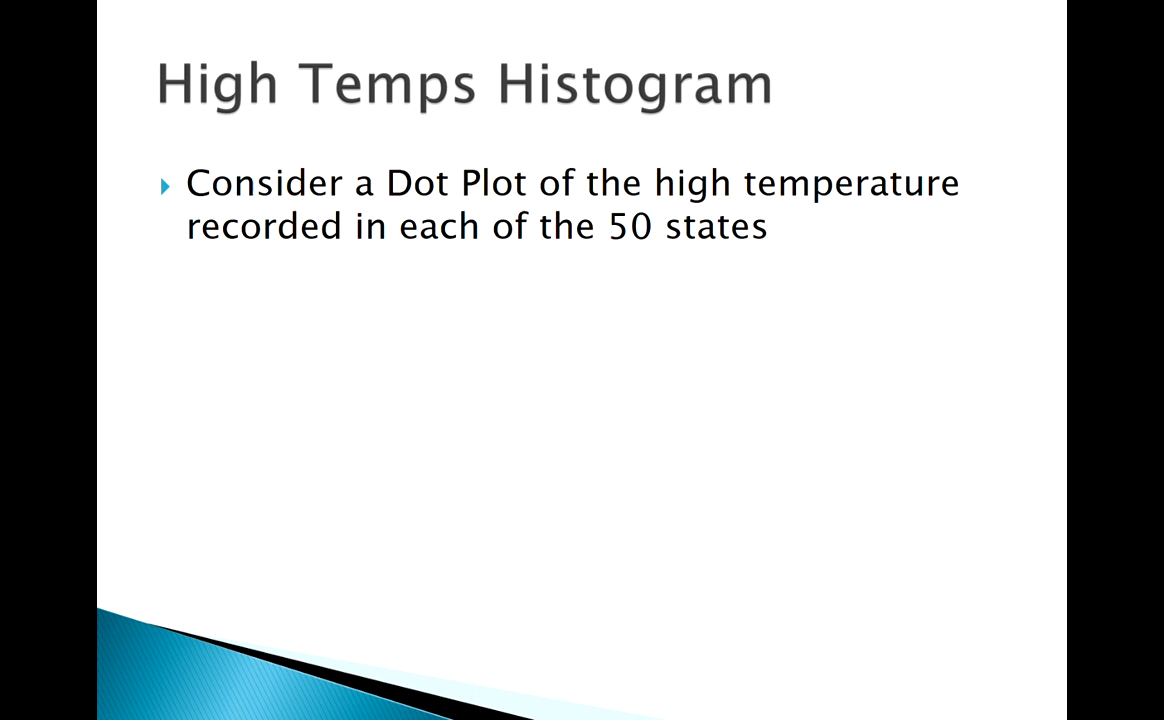 High Temps Histogram
Consider a Dot Plot of the high temperature
recorded in each of the 50 states